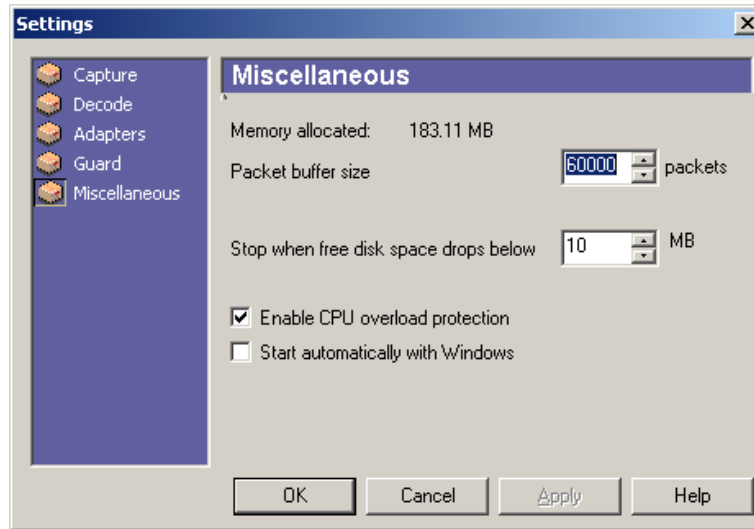 Settings
Capture
Decode
Adapters
Guard
Miscellaneous
Miscellaneous
Memory allocated: 183.11 MB
Packet buffer size 60000 packets
Stop when free disk space drops below 10 MB
Enable CPU overload protection
Start automatically with Windows
OK Cancel Apply Help